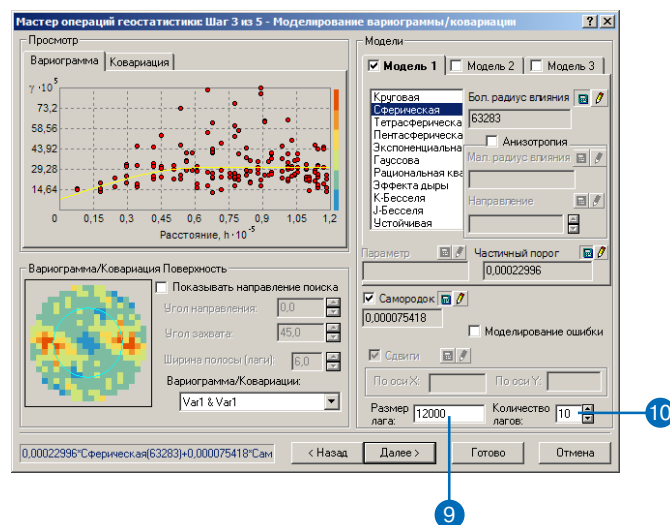 Мастер операций геостатистики: Шаг 3 из 5 - Моделирование вариограммы/ковариации
Просмотр
Вариограмма
Ковариация
γ ·10⁵
73,2
58,56
43,92
29,28
14,64
0
0,15
0,3
0,45
0,6
0,75
0,9
1,05
1,2
Расстояние, h · 10⁻⁵
Модели
Модель 1
Модель 2
Модель 3
Круговая
Сферическая
Тетрасферическа
Пентасферическа
Экспоненциальна
Гауссова
Рациональная ква
Эффекта дыры
К-Бесселя
J-Бесселя
Устойчивая
Бол. радиус влияния
63283
Анизотропия
Мал. радиус влияния
Направление
Параметр
Частичный порог
0,00022996
Самородок
0,000075418
Моделирование ошибки
Сдвиги
По оси X:
По оси Y:
Размер лага:
12000
Количество лагов:
10
Вариограмма/Ковариация Поверхность
Показывать направление поиска
Угол направления:
0,0
Угол захвата:
45,0
Ширина полосы (лаги):
6,0
Вариограмма/Ковариации:
Var1 & Var1
0,00022996*Сферическая(63283)+0,000075418*Сам
< Назад
Далее >
Готово
Отмена
9
10